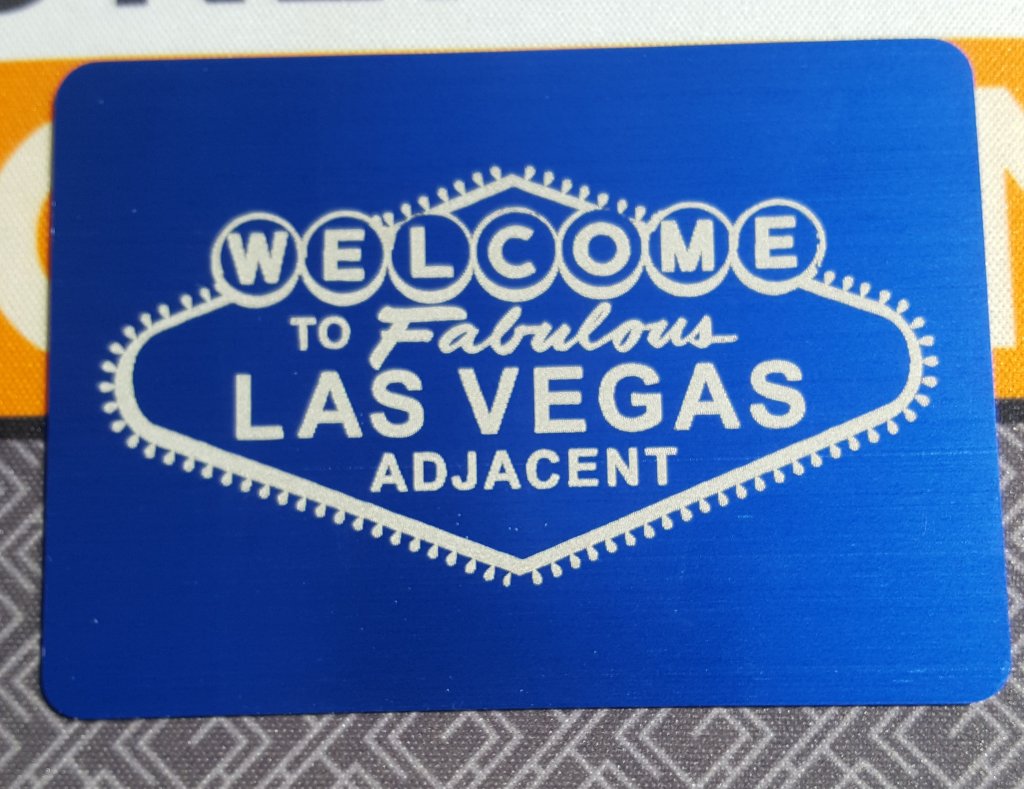 WELCOME
TO Fabulous
LAS VEGAS
ADJACENT